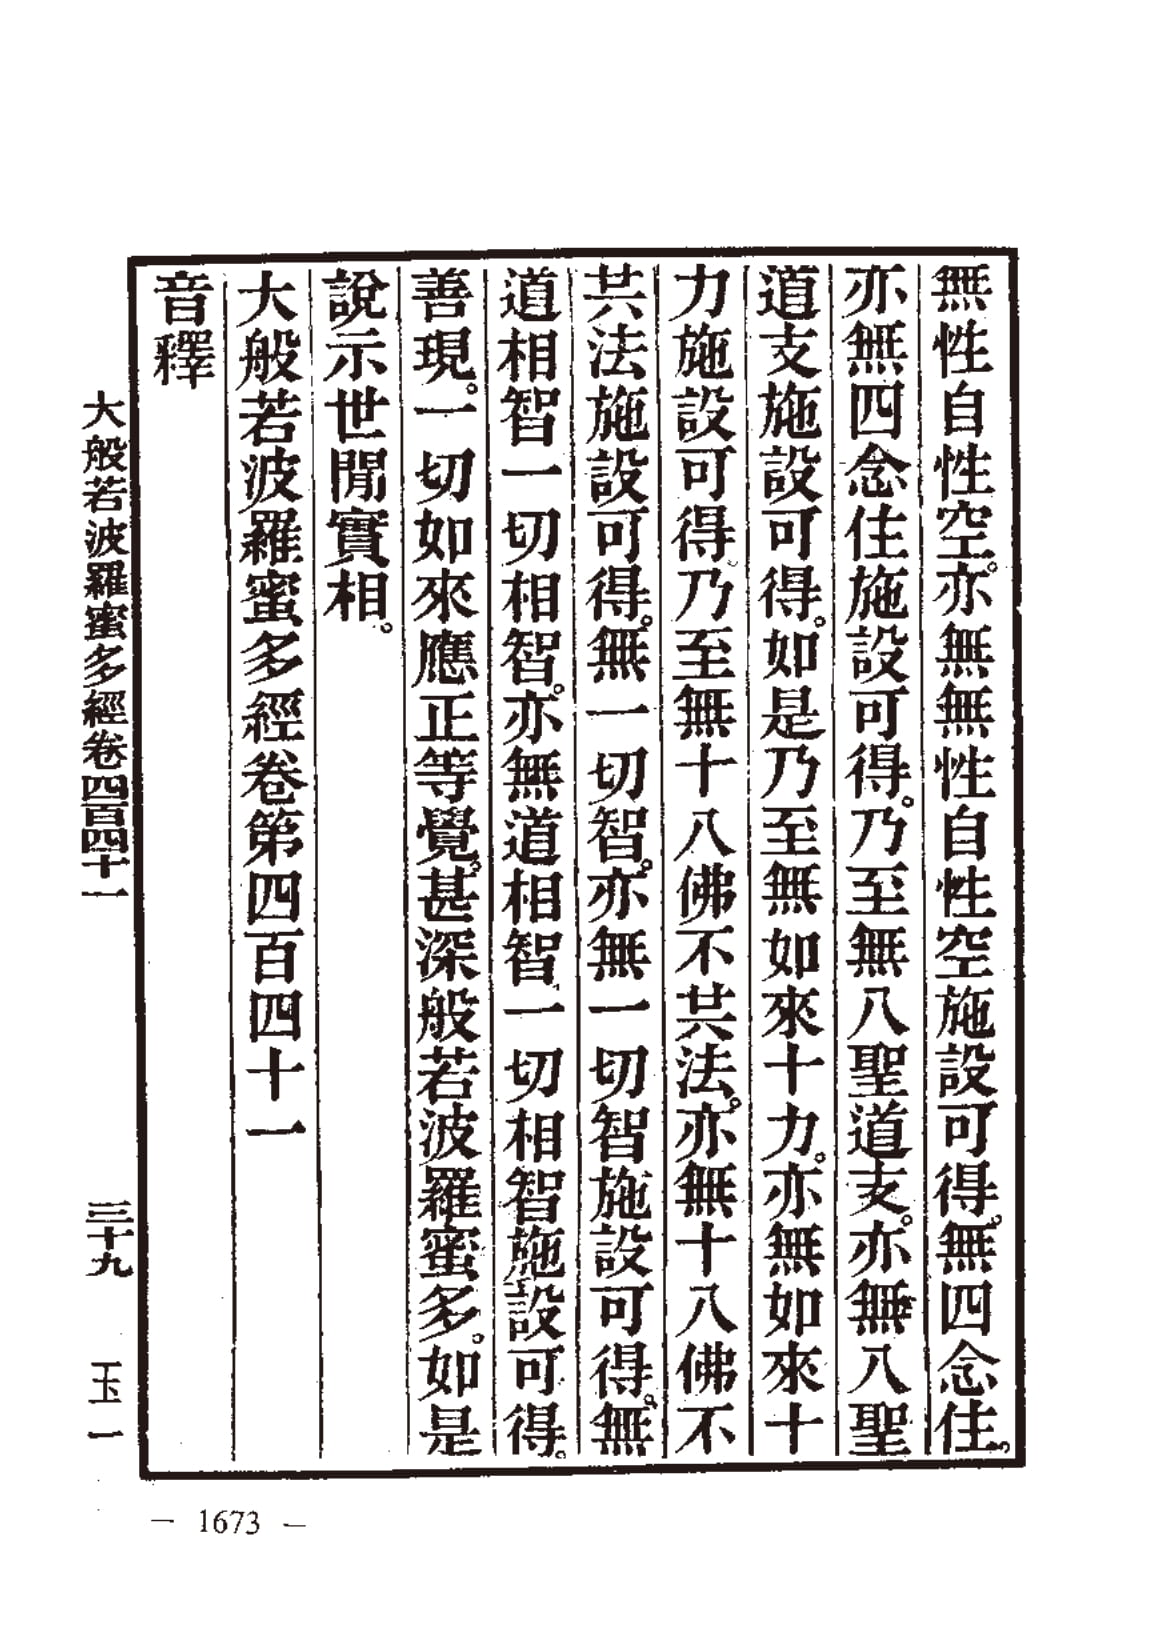 無性自性空。亦無無性自性空施設可得。無四念住。
亦無四念住施設可得。乃至無八聖道支。亦無八聖
道支施設可得。如是乃至無如來十力。亦無如來十
力施設可得。乃至無十八佛不共法。亦無十八佛不
共法施設可得。無一切智。亦無一切智施設可得。無
道相智一切相智。亦無道相智一切相智施設可得。
善現。一切如來應正等覺。甚深般若波羅蜜多。如是
說示世閒實相。
大般若波羅蜜多經卷第四百四十一
音釋
大般若波羅蜜多經卷四百四十一 三十九 玉一
— 1673 —